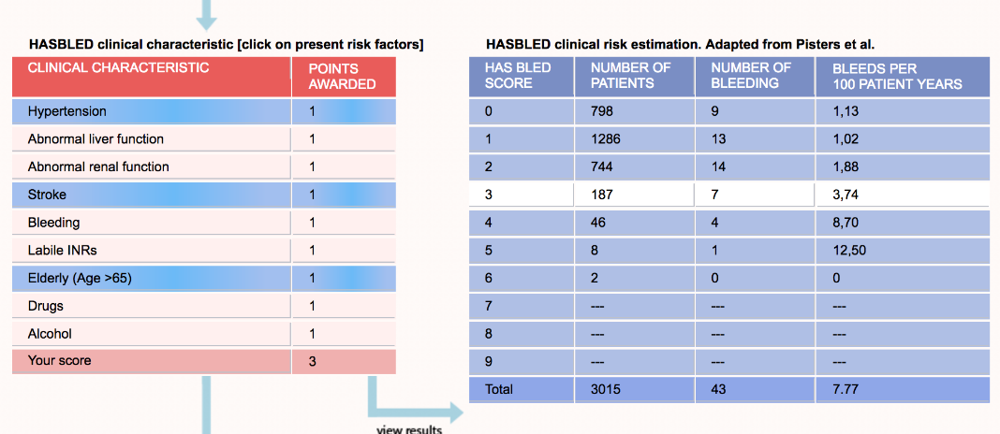 HASBLED clinical characteristic [click on present risk factors]
CLINICAL CHARACTERISTIC POINTS AWARDED
Hypertension 1
Abnormal liver function 1
Abnormal renal function 1
Stroke 1
Bleeding 1
Labile INRs 1
Elderly (Age >65) 1
Drugs 1
Alcohol 1
Your score 3
view results
HASBLED clinical risk estimation. Adapted from Pisters et al.
HAS BLED SCORE NUMBER OF PATIENTS NUMBER OF BLEEDING BLEEDS PER 100 PATIENT YEARS
0 798 9 1,13
1 1286 13 1,02
2 744 14 1,88
3 187 7 3,74
4 46 4 8,70
5 8 1 12,50
6 2 0 0
7 --- --- ---
8 --- --- ---
9 --- --- ---
Total 3015 43 7.77